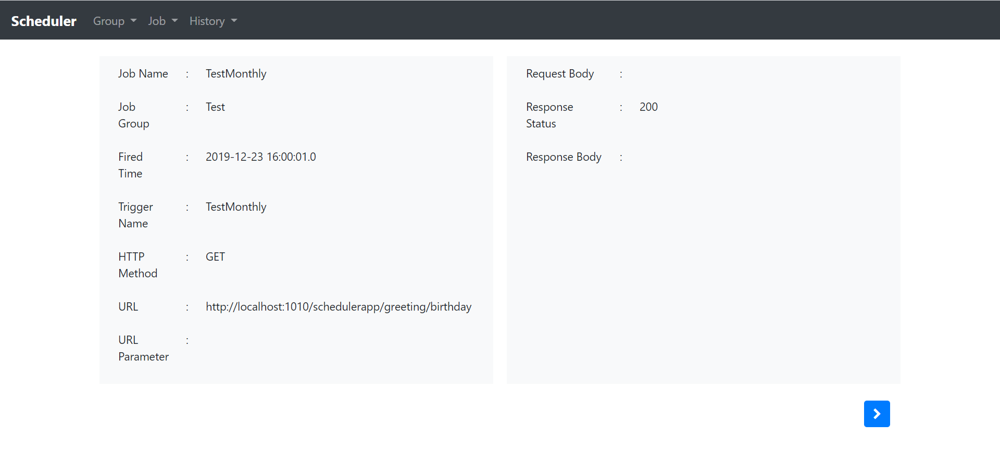 Scheduler Group Job History
Job Name : TestMonthly
Job : Test
Group
Fired : 2019-12-23 16:00:01.0
Time
Trigger : TestMonthly
Name
HTTP : GET
Method
URL : http://localhost:1010/schedulerapp/greeting/birthday
URL :
Parameter
Request Body :
Response : 200
Status
Response Body :